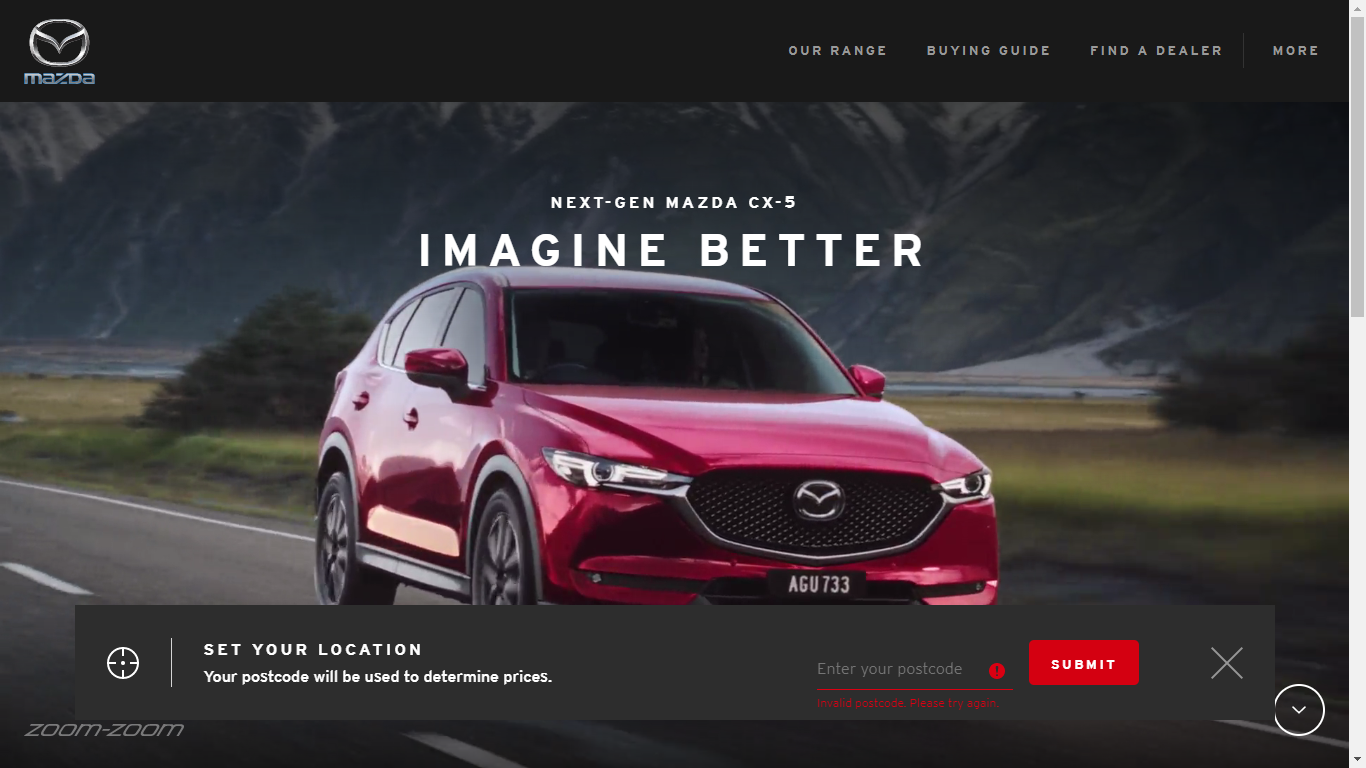 mazda
OUR RANGE
BUYING GUIDE
FIND A DEALER
MORE
NEXT-GEN MAZDA CX-5
IMAGINE BETTER
AGU 733
SET YOUR LOCATION
Your postcode will be used to determine prices.
Enter your postcode
SUBMIT
Invalid postcode. Please try again.
zoom-zoom